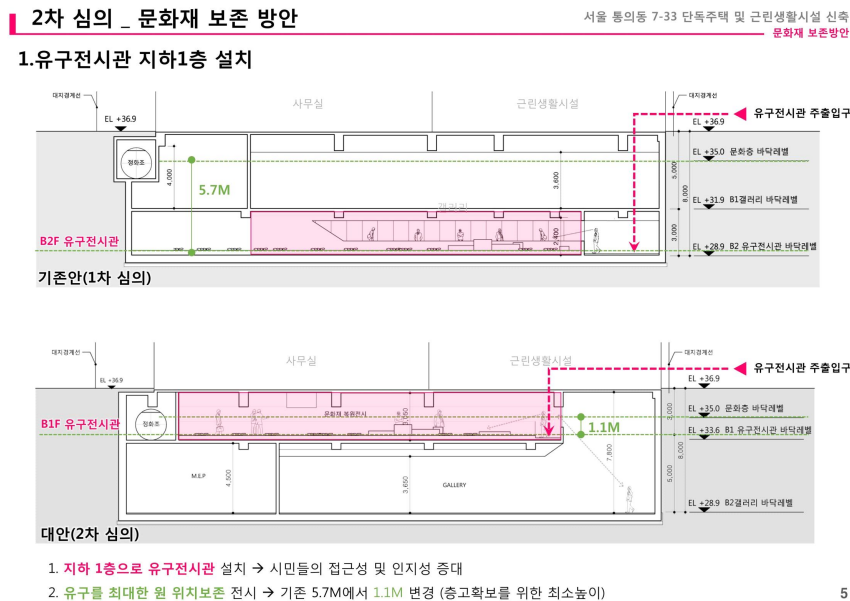 2차 심의 _ 문화재 보존 방안
서울 통의동 7-33 단독주택 및 근린생활시설 신축
문화재 보존방안
1.유구전시관 지하1층 설치
대지경계선
사무실
근린생활시설
대지경계선
EL +36.9
유구전시관 주출입구
EL +36.9
정화조
EL +35.0 문화층 바닥레벨
4,000
5.7M
3,600
5,000
8,000
갤러리
EL +31.9 B1갤러리 바닥레벨
B2F 유구전시관
2,400
3,000
EL +28.9 B2 유구전시관 바닥레벨
기존안(1차 심의)
대지경계선
사무실
근린생활시설
대지경계선
유구전시관 주출입구
EL +36.9
EL +36.9
문화재 복원전시
3,000
EL +35.0 문화층 바닥레벨
B1F 유구전시관
정화조
1.1M
EL +33.6 B1 유구전시관 바닥레벨
7,800
8,000
M.E.P
4,500
3,650
GALLERY
5,000
EL +28.9 B2갤러리 바닥레벨
대안(2차 심의)
1. 지하 1층으로 유구전시관 설치 → 시민들의 접근성 및 인지성 증대
2. 유구를 최대한 원 위치보존 전시 → 기존 5.7M에서 1.1M 변경 (층고확보를 위한 최소높이)
5